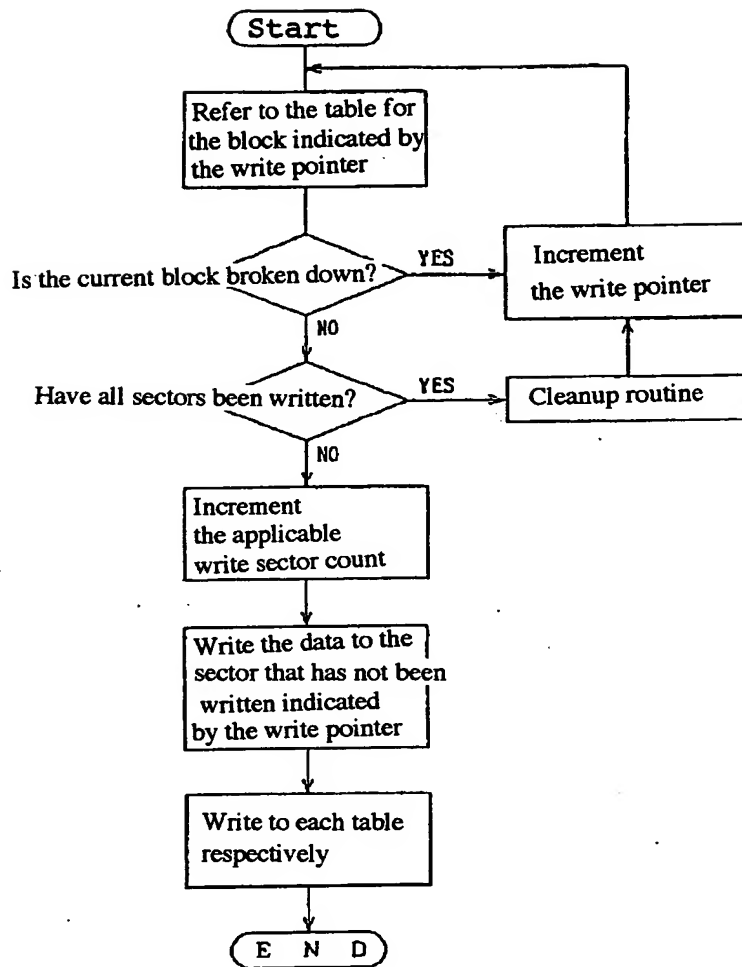 Start
Refer to the table for
the block indicated by
the write pointer
Is the current block broken down?
YES
Increment
the write pointer
NO
Have all sectors been written?
YES
Cleanup routine
NO
Increment
the applicable
write sector count
Write the data to the
sector that has not been
written indicated
by the write pointer
Write to each table
respectively
E N D